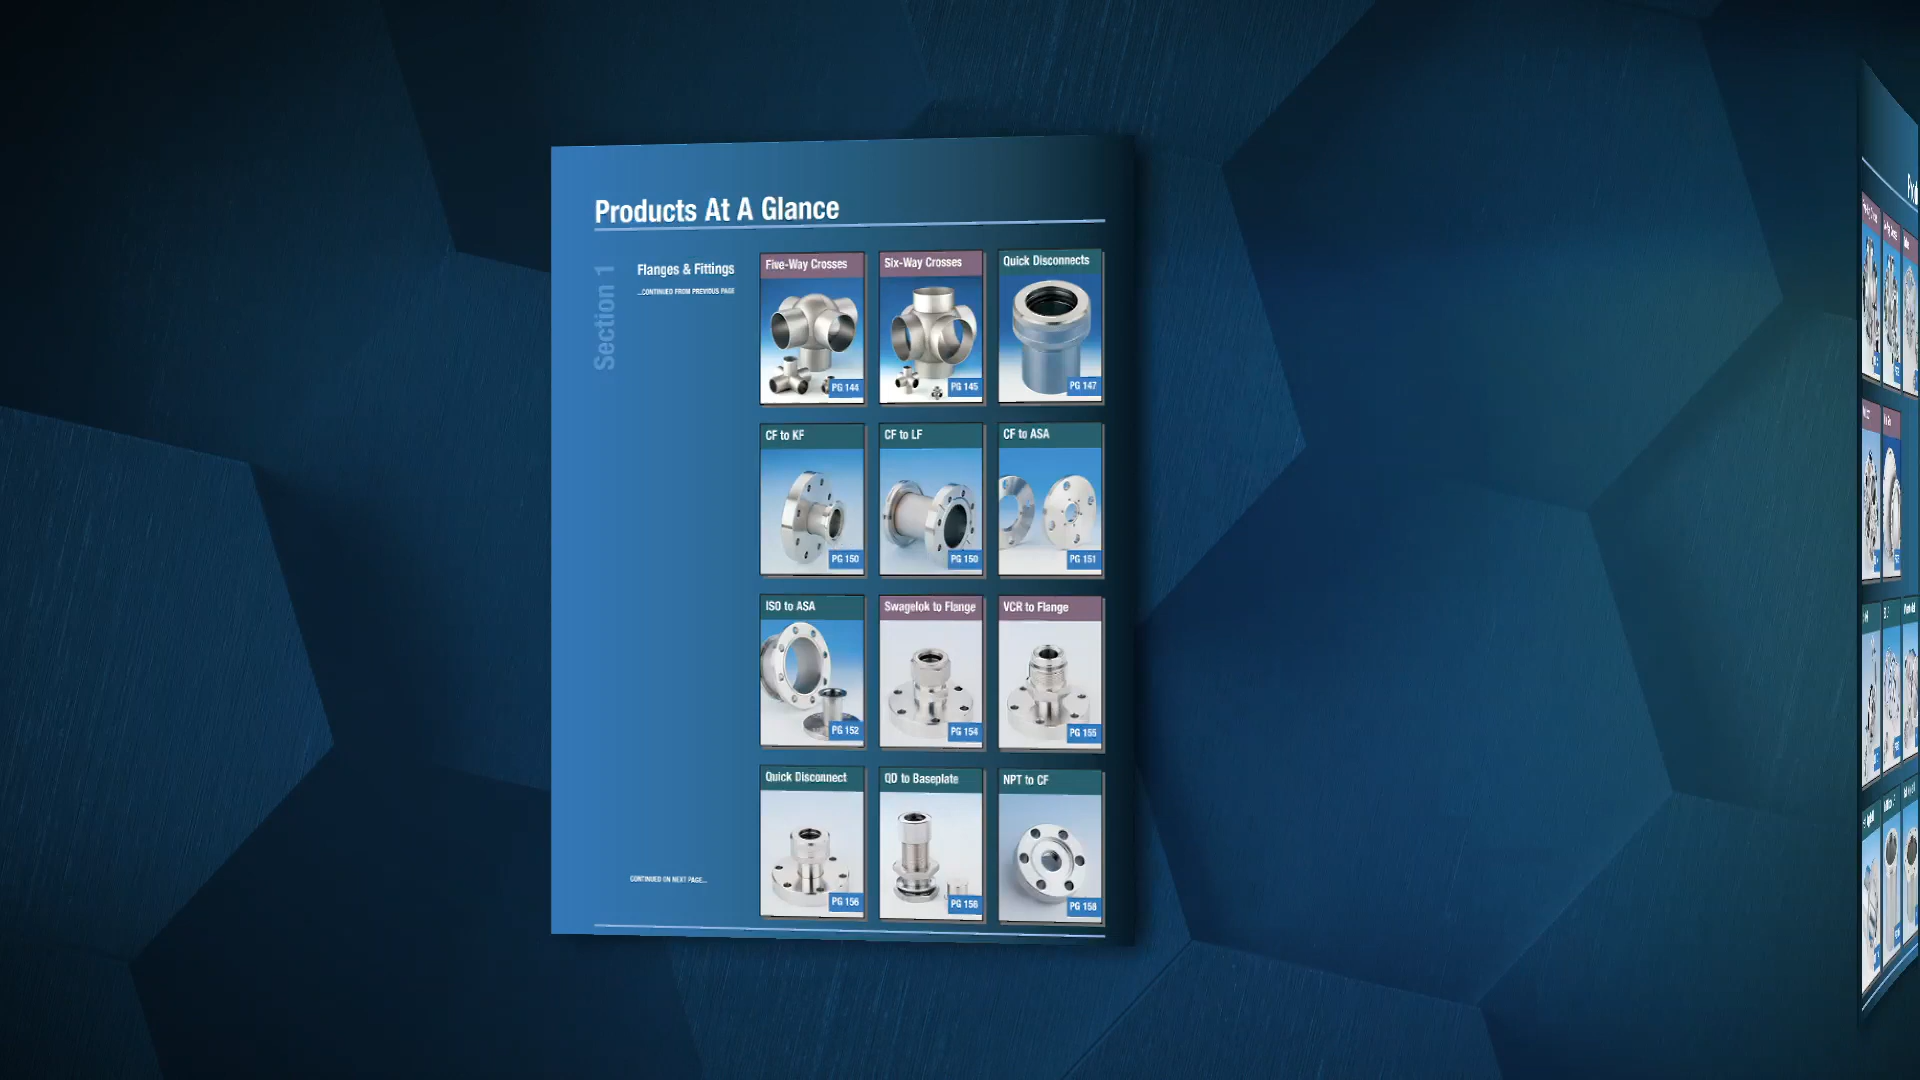 Products At A Glance
Section 1
Flanges & Fittings
...CONTINUED FROM PREVIOUS PAGE
Five-Way Crosses
PG 144
Six-Way Crosses
PG 145
Quick Disconnects
PG 147
CF to KF
PG 150
CF to LF
PG 150
CF to ASA
PG 151
ISO to ASA
PG 152
Swagelok to Flange
PG 154
VCR to Flange
PG 155
Quick Disconnect
PG 156
QD to Baseplate
PG 156
NPT to CF
PG 158
CONTINUED ON NEXT PAGE...